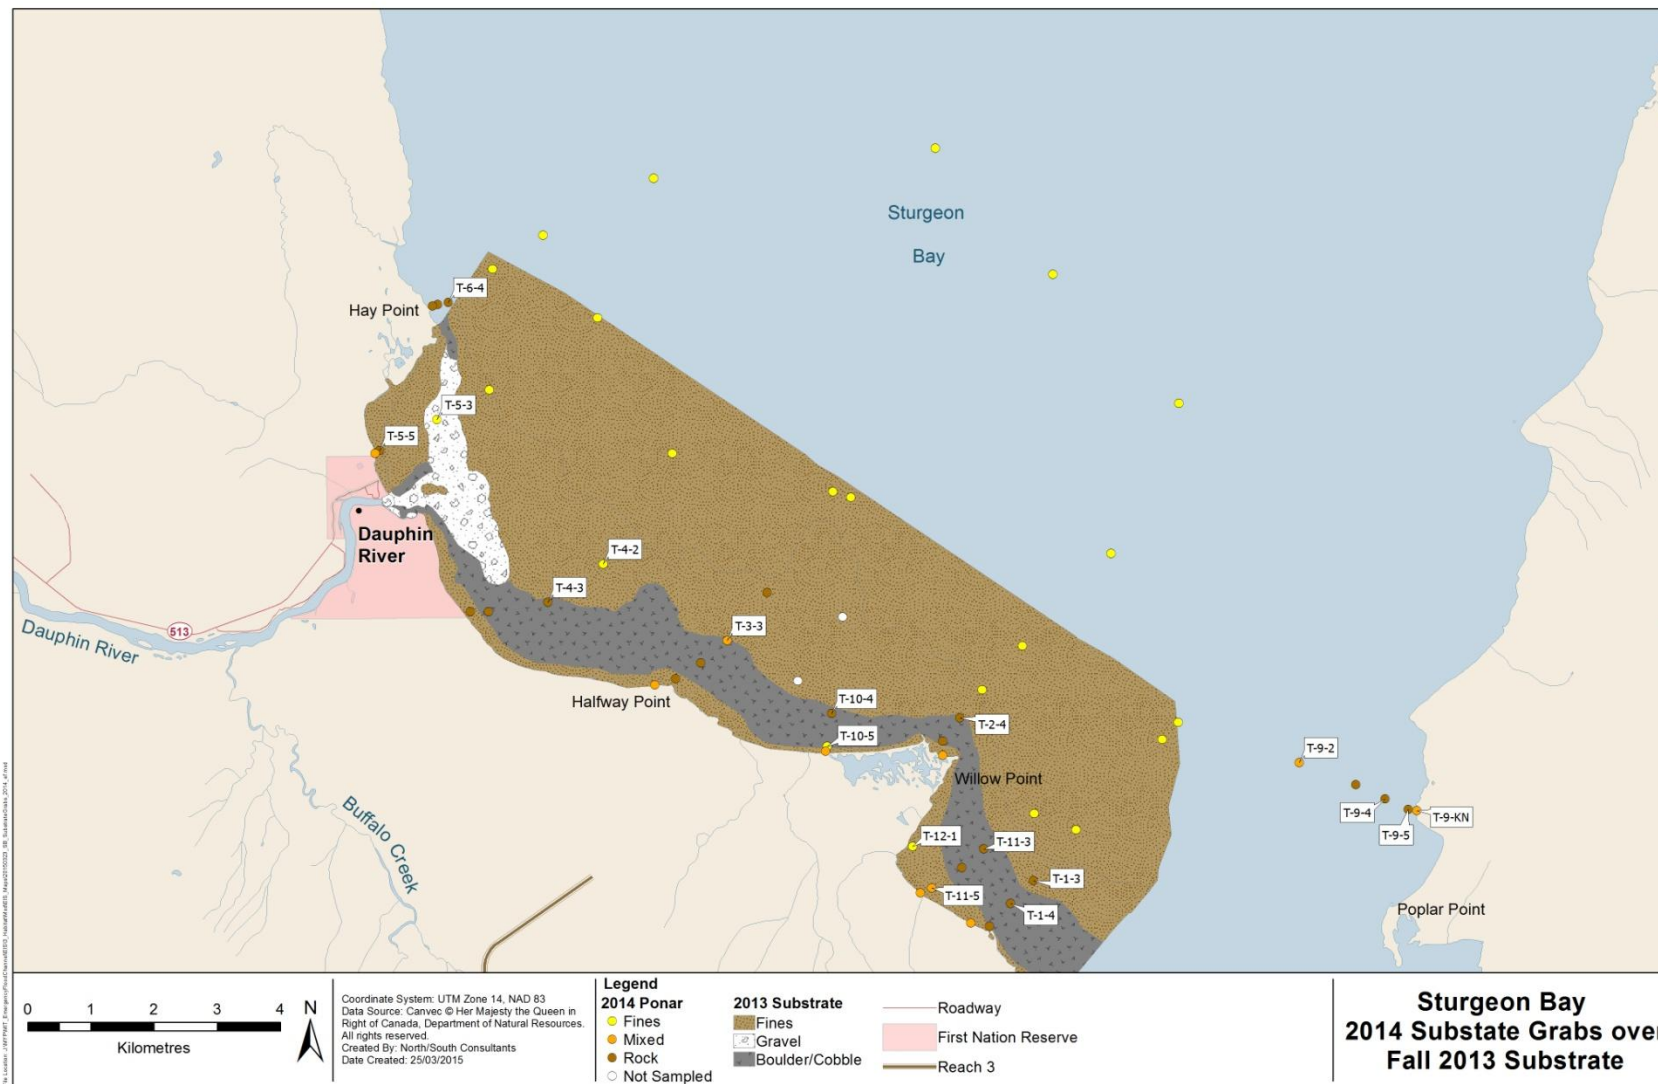 Sturgeon
Bay
T-6-4
Hay Point
T-5-3
T-5-5
Dauphin
River
T-4-2
T-4-3
T-3-3
513
Dauphin River
Halfway Point
T-10-4
T-2-4
T-10-5
Willow Point
T-9-2
T-9-4
T-9-5
T-9-KN
T-12-1
T-11-3
T-1-3
T-11-5
T-1-4
Buffalo Creek
Poplar Point
0 1 2 3 4
Kilometres
N
Coordinate System: UTM Zone 14, NAD 83
Data Source: Canvec © Her Majesty the Queen in
Right of Canada, Department of Natural Resources.
All rights reserved.
Created By: North/South Consultants
Date Created: 25/03/2015
Legend
2014 Ponar
Fines
Mixed
Rock
Not Sampled
2013 Substrate
Fines
Gravel
Boulder/Cobble
Roadway
First Nation Reserve
Reach 3
Sturgeon Bay
2014 Substate Grabs over
Fall 2013 Substrate